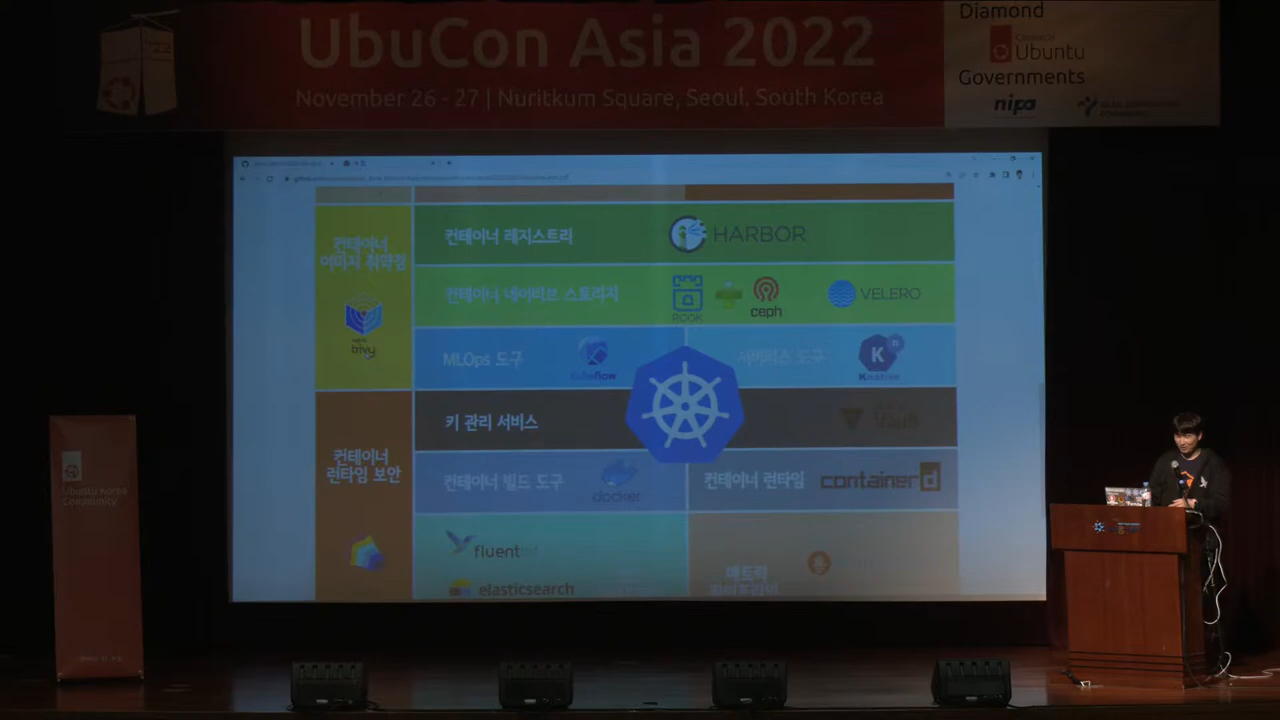 UbuCon Asia 2022
November 26 - 27 | Nuritkum Square, Seoul, South Korea
Diamond
Ubuntu
Governments
nipa
컨테이너
이미지 취약점
trivy
컨테이너 레지스트리
HARBOR
컨테이너 네이티브 스토리지
ROOK
ceph
VELERO
MLOps 도구
Kubeflow
서버리스 도구
Knative
키 관리 서비스
Vault
컨테이너
런타임 보안
컨테이너 빌드 도구
docker
컨테이너 런타임
containerd
fluentbit
elasticsearch
매트릭
Ubuntu Korea
Community